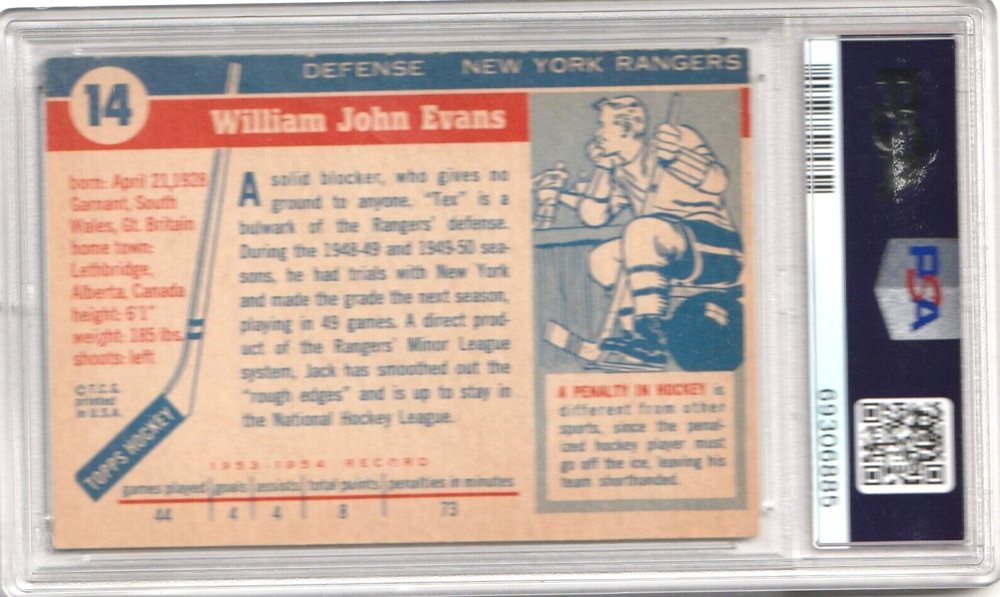 DEFENSE NEW YORK RANGERS
14
William John Evans
born: April 21,1928
Garnant, South
Wales, Gt. Britain
home town:
Lethbridge,
Alberta, Canada
height: 6'1"
weight: 185 lbs.
shoots: left
© T.C.G.
printed
in U.S.A.
TOPPS HOCKEY
A solid blocker, who gives no
ground to anyone, "Tex" is a
bulwark of the Rangers' defense.
During the 1948-49 and 1949-50 sea-
sons, he had trials with New York
and made the grade the next season,
playing in 49 games. A direct prod-
uct of the Rangers' Minor League
system, Jack has smoothed out the
"rough edges" and is up to stay in
the National Hockey League.
1953-1954 RECORD
games played goals assists total points penalties in minutes
44 4 4 8 73
A PENALTY IN HOCKEY is
different from other
sports, since the penal-
ized hockey player must
go off the ice, leaving his
team shorthanded.
PSA
69306885